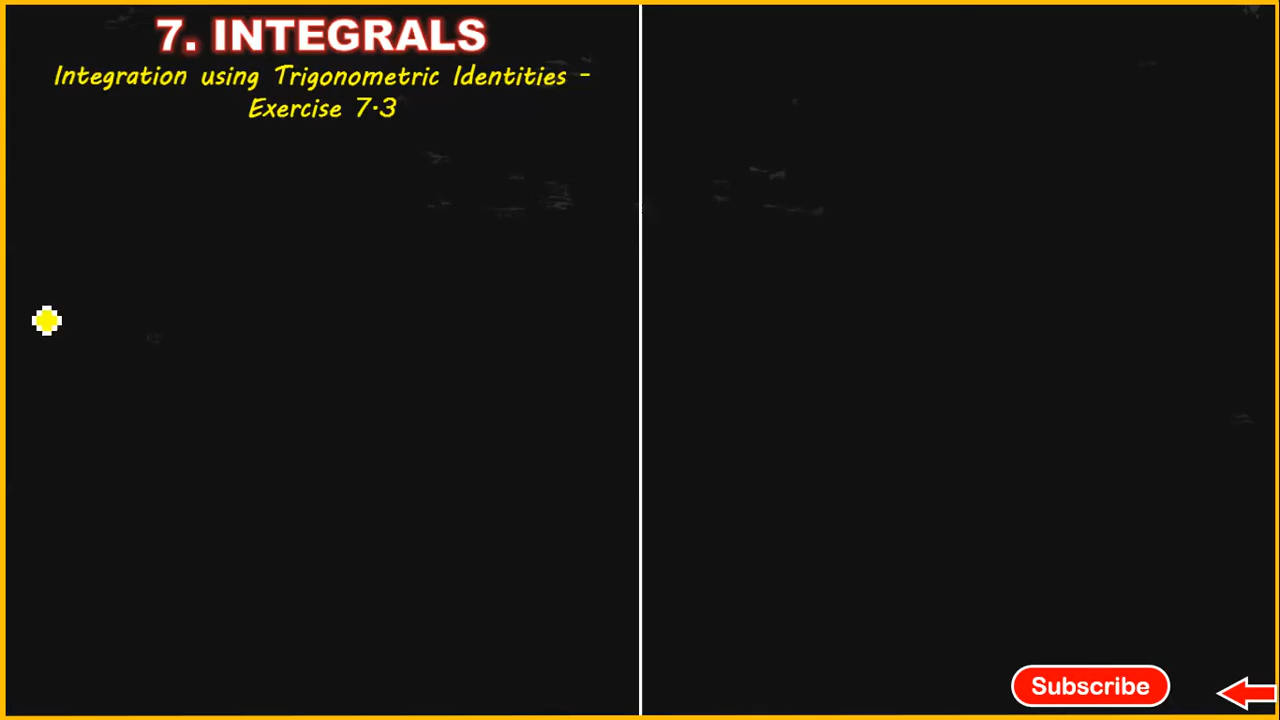 7. INTEGRALS
Integration using Trigonometric Identities -
Exercise 7.3
Subscribe